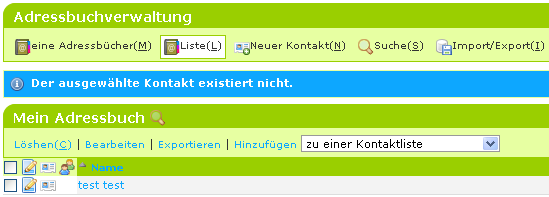 Adressbuchverwaltung
eine Adressbücher(M) Liste(L) Neuer Kontakt(N) Suche(S) Import/Export(I)
Der ausgewählte Kontakt existiert nicht.
Mein Adressbuch
Löshen(C) | Bearbeiten | Exportieren | Hinzufügen zu einer Kontaktliste
Name
test test